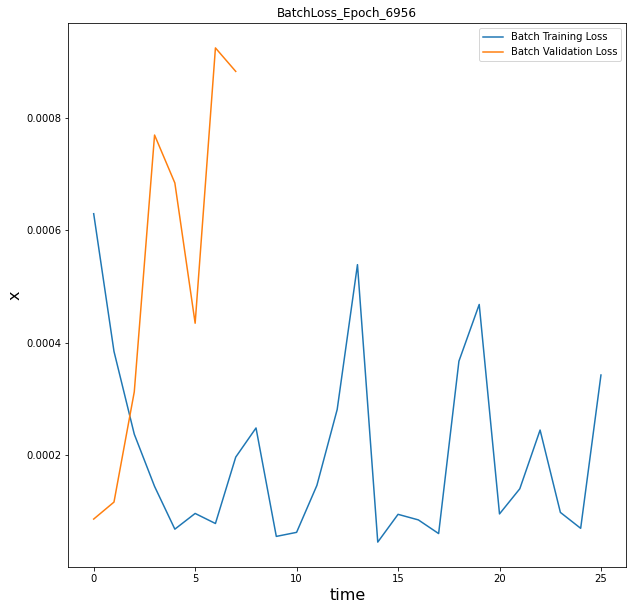 BatchLoss_Epoch_6956
Batch Training Loss
Batch Validation Loss
0.0008
0.0006
x
0.0004
0.0002
0 5 10 15 20 25
time